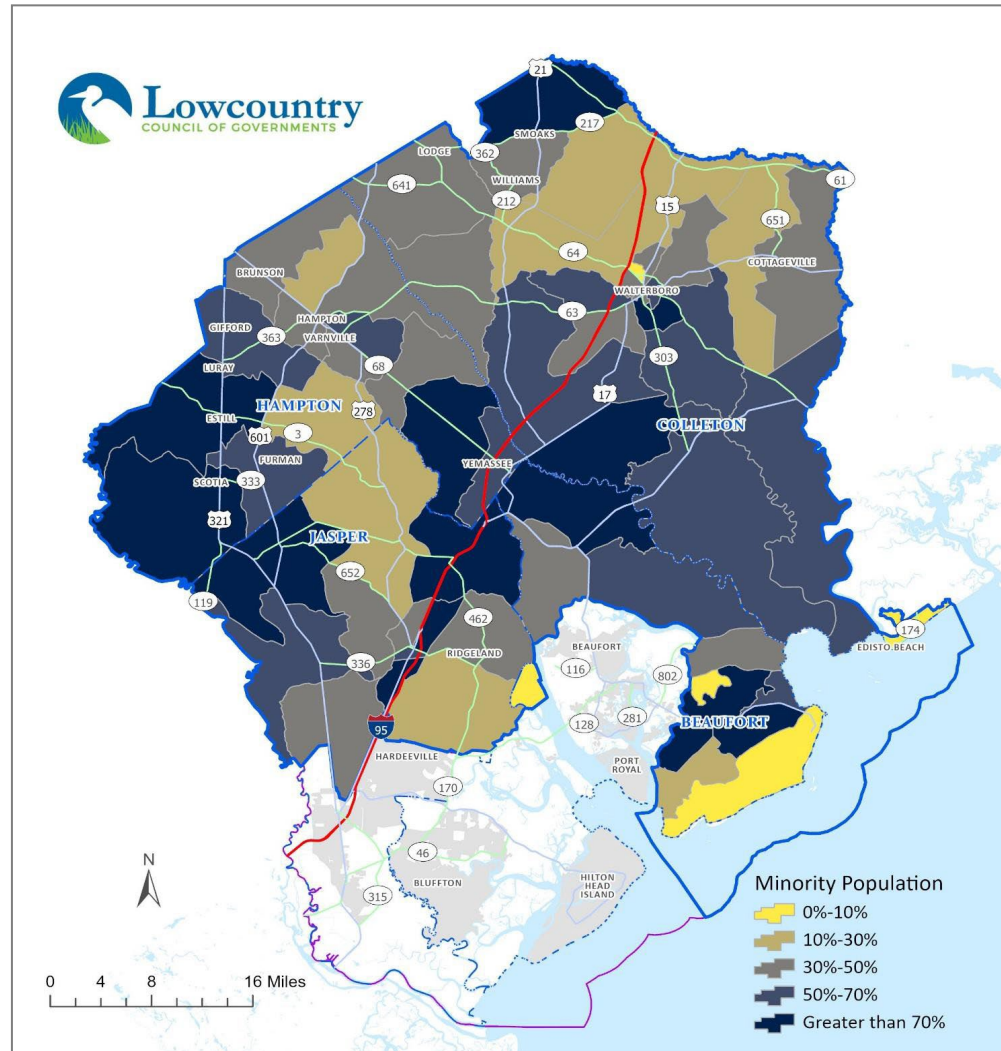 Lowcountry
COUNCIL OF GOVERNMENTS
21
SMOAKS
217
LODGE
362
WILLIAMS
641
212
61
15
651
64
COTTAGEVILLE
BRUNSON
WALTERBORO
GIFFORD
HAMPTON
63
363
VARNVILLE
303
LURAY
68
17
HAMPTON
278
ESTILL
3
601
COLLETON
FURMAN
YEMASSEE
SCOTIA
333
321
JASPER
652
119
462
174
EDISTO BEACH
336
RIDGELAND
BEAUFORT
116
802
128
281
BEAUFORT
95
PORT
ROYAL
HARDEEVILLE
170
46
BLUFFTON
315
HILTON
HEAD
ISLAND
N
0 4 8 16 Miles
Minority Population
0%-10%
10%-30%
30%-50%
50%-70%
Greater than 70%